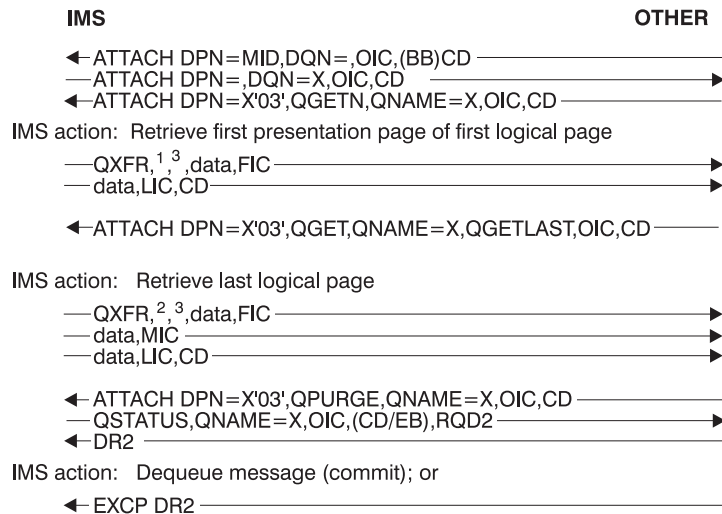 IMS OTHER
ATTACH DPN=MID,DQN=,OIC,(BB)CD
ATTACH DPN=,DQN=X,OIC,CD
ATTACH DPN=X'03',QGETN,QNAME=X,OIC,CD
IMS action: Retrieve first presentation page of first logical page
QXFR,1,3,data,FIC
data,LIC,CD
ATTACH DPN=X'03',QGET,QNAME=X,QGETLAST,OIC,CD
IMS action: Retrieve last logical page
QXFR,2,3,data,FIC
data,MIC
data,LIC,CD
ATTACH DPN=X'03',QPURGE,QNAME=X,OIC,CD
QSTATUS,QNAME=X,OIC,(CD/EB),RQD2
DR2
IMS action: Dequeue message (commit); or
EXCP DR2